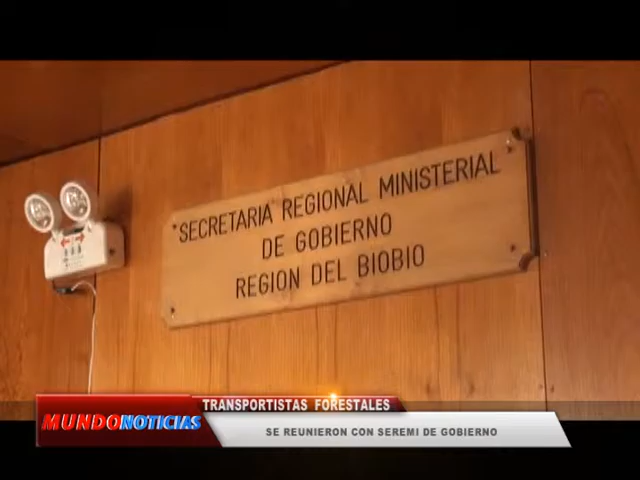 SECRETARIA REGIONAL MINISTERIAL
DE GOBIERNO
REGION DEL BIOBIO
TRANSPORTISTAS FORESTALES
MUNDONOTICIAS
SE REUNIERON CON SEREMI DE GOBIERNO